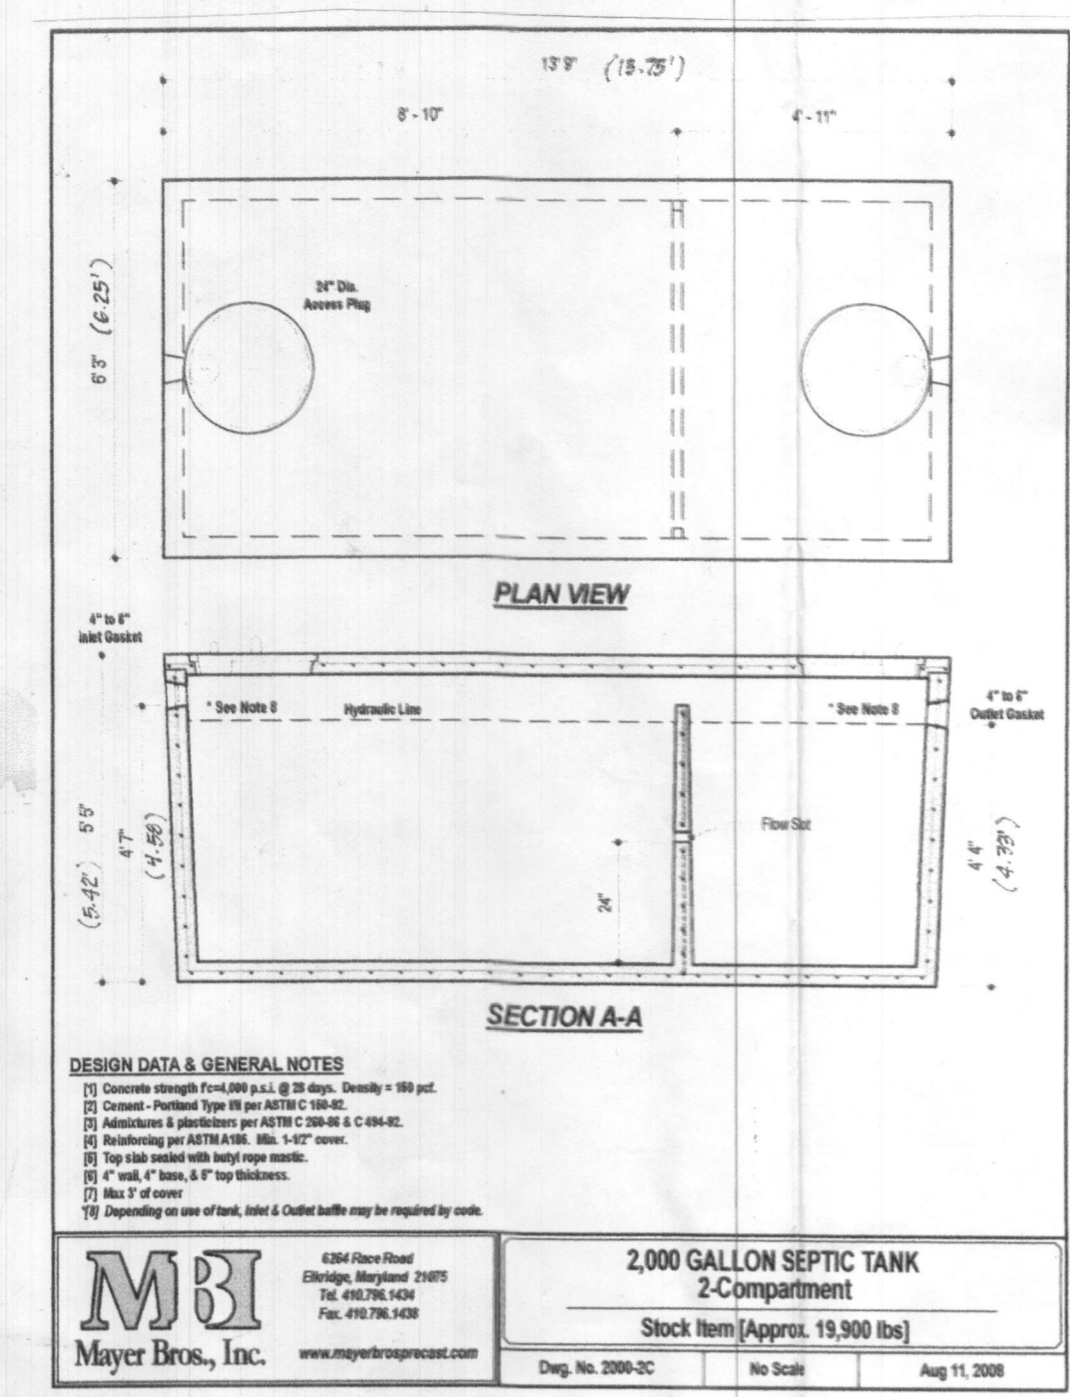 13'9" (13.75')
8' - 10"
4' - 11"
6'3" (6.25')
24" Dia.
Access Plug
PLAN VIEW
4" to 6"
Inlet Gasket
* See Note 8
Hydraulic Line
* See Note 8
4" to 6"
Outlet Gasket
5'5"
(5.42')
4'7"
(4.58)
Flow Slot
24"
4' 4"
(4.33')
SECTION A-A
DESIGN DATA & GENERAL NOTES
[1] Concrete strength f'c=4,000 p.s.i. @ 28 days. Density = 150 pcf.
[2] Cement - Portland Type I/II per ASTM C 150-92.
[3] Admixtures & plasticizers per ASTM C 260-86 & C 494-92.
[4] Reinforcing per ASTM A185. Min. 1-1/2" cover.
[5] Top slab sealed with butyl rope mastic.
[6] 4" wall, 4" base, & 5" top thickness.
[7] Max 3' of cover
*[8] Depending on use of tank, Inlet & Outlet baffle may be required by code.
MBI
Mayer Bros., Inc.
6264 Race Road
Elkridge, Maryland 21075
Tel. 410.796.1434
Fax. 410.796.1438
www.mayerbrosprecast.com
2,000 GALLON SEPTIC TANK
2-Compartment
Stock Item [Approx. 19,900 lbs]
Dwg. No. 2000-2C
No Scale
Aug 11, 2008